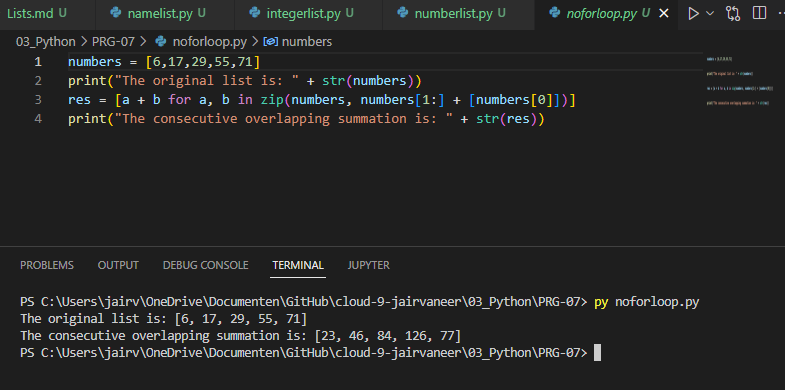 Lists.md U namelist.py U integerlist.py U numberlist.py U noforloop.py U
03_Python > PRG-07 > noforloop.py > numbers
1 numbers = [6,17,29,55,71]
2 print("The original list is: " + str(numbers))
3 res = [a + b for a, b in zip(numbers, numbers[1:] + [numbers[0]])]
4 print("The consecutive overlapping summation is: " + str(res))
PROBLEMS OUTPUT DEBUG CONSOLE TERMINAL JUPYTER
PS C:\Users\jairv\OneDrive\Documenten\GitHub\cloud-9-jairvaneer\03_Python\PRG-07> py noforloop.py
The original list is: [6, 17, 29, 55, 71]
The consecutive overlapping summation is: [23, 46, 84, 126, 77]
PS C:\Users\jairv\OneDrive\Documenten\GitHub\cloud-9-jairvaneer\03_Python\PRG-07>